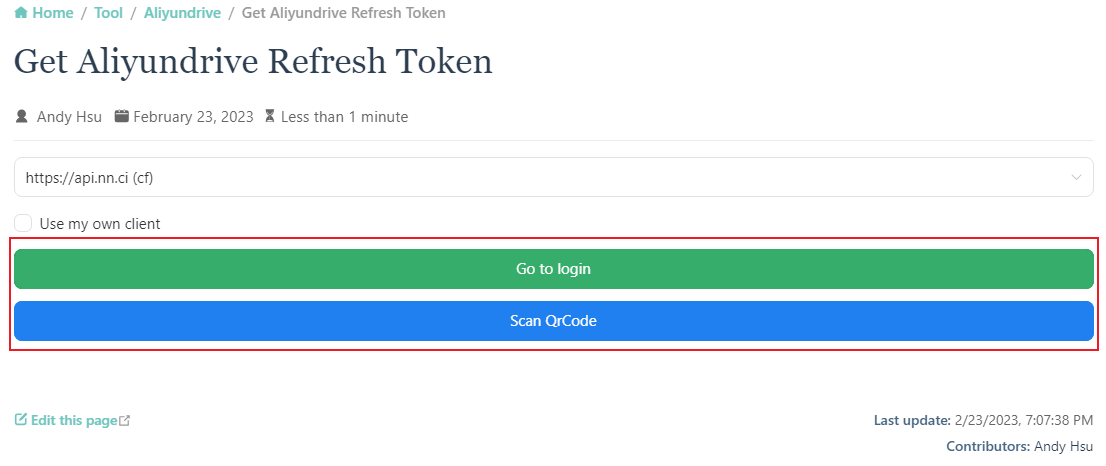 Home / Tool / Aliyundrive / Get Aliyundrive Refresh Token
Get Aliyundrive Refresh Token
Andy Hsu February 23, 2023 Less than 1 minute
https://api.nn.ci (cf)
Use my own client
Go to login
Scan QrCode
Edit this page
Last update: 2/23/2023, 7:07:38 PM
Contributors: Andy Hsu